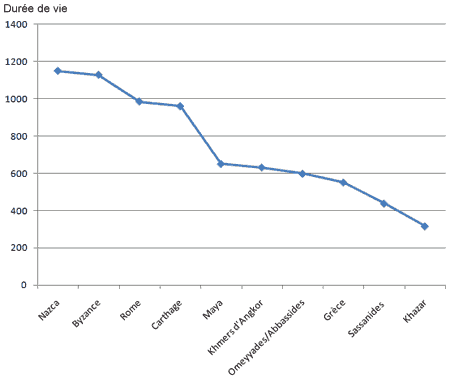 Durée de vie
1400
1200
1000
800
600
400
200
0
Nazca
Byzance
Rome
Carthage
Maya
Khmers d'Angkor
Omeyyades/Abbassides
Grèce
Sassanides
Khazar